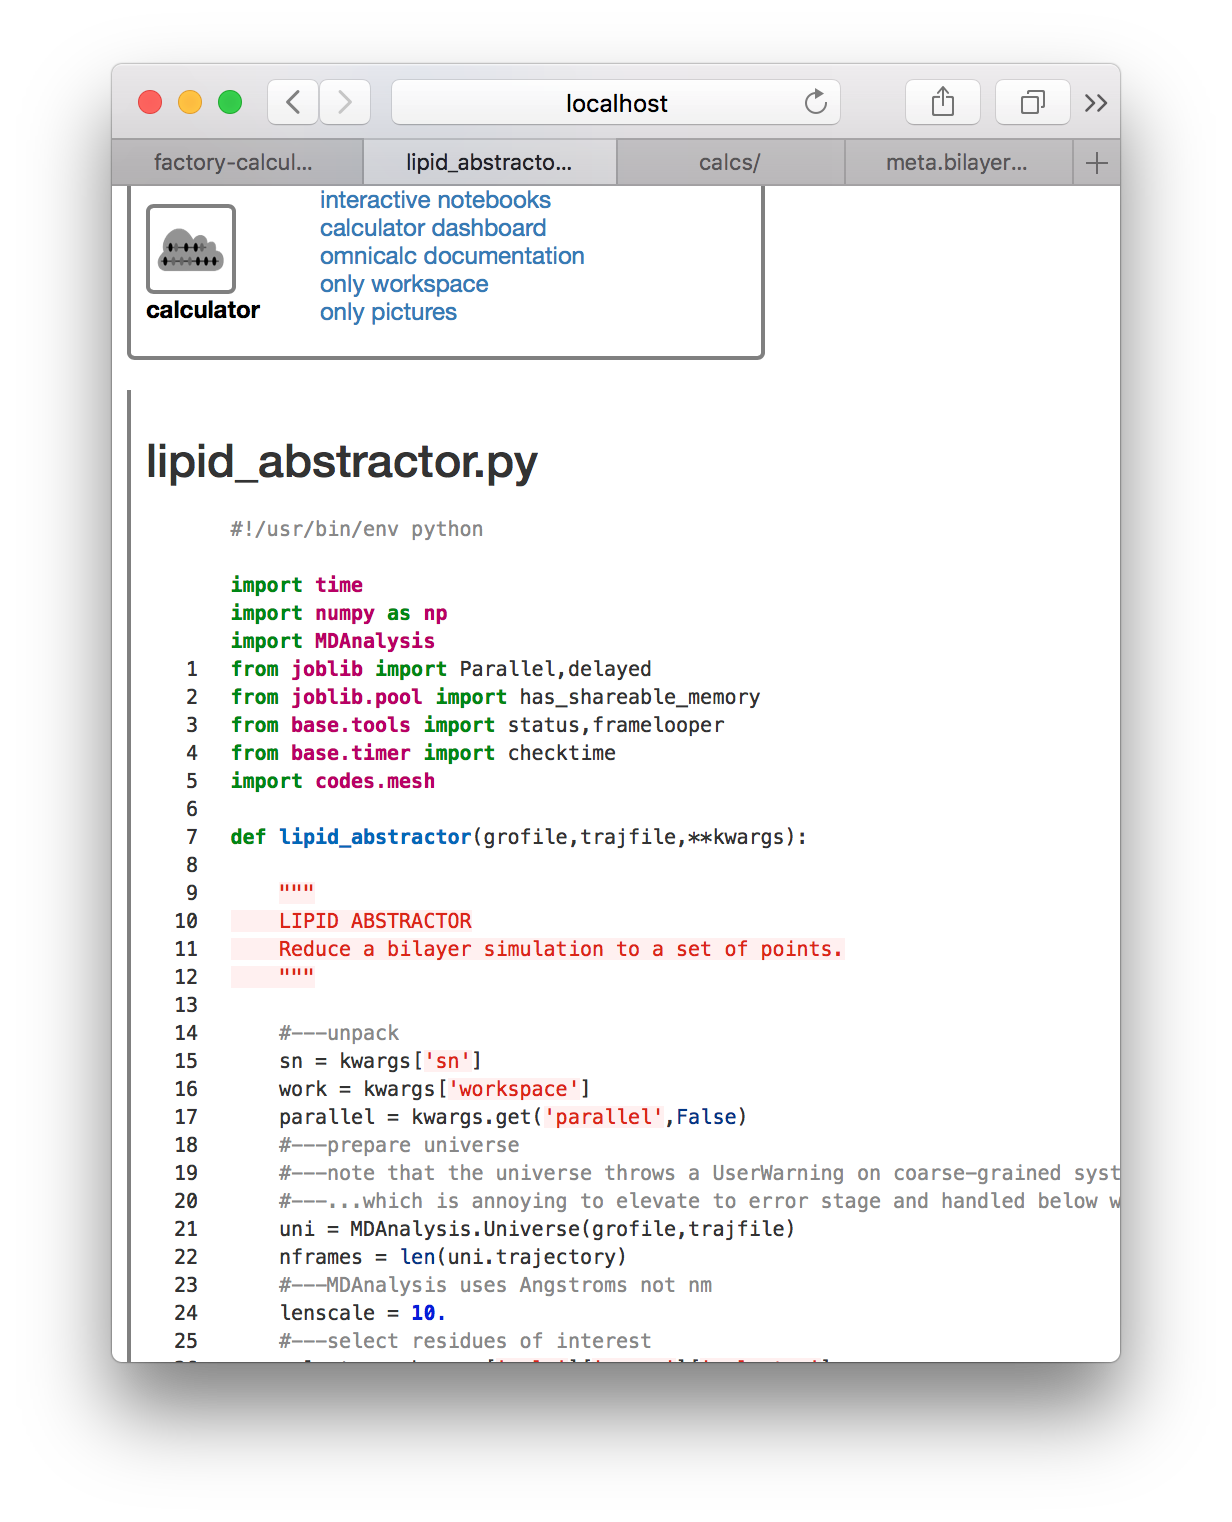 localhost
factory-calcul...
lipid_abstracto...
calcs/
meta.bilayer...
interactive notebooks
calculator dashboard
omnicalc documentation
only workspace
only pictures
calculator
lipid_abstractor.py
#!/usr/bin/env python
import time
import numpy as np
import MDAnalysis
1 from joblib import Parallel,delayed
2 from joblib.pool import has_shareable_memory
3 from base.tools import status,framelooper
4 from base.timer import checktime
5 import codes.mesh
6
7 def lipid_abstractor(grofile,trajfile,**kwargs):
8
9 """
10 LIPID ABSTRACTOR
11 Reduce a bilayer simulation to a set of points.
12 """
13
14 #---unpack
15 sn = kwargs['sn']
16 work = kwargs['workspace']
17 parallel = kwargs.get('parallel',False)
18 #---prepare universe
19 #---note that the universe throws a UserWarning on coarse-grained syst
20 #---...which is annoying to elevate to error stage and handled below w
21 uni = MDAnalysis.Universe(grofile,trajfile)
22 nframes = len(uni.trajectory)
23 #---MDAnalysis uses Angstroms not nm
24 lenscale = 10.
25 #---select residues of interest